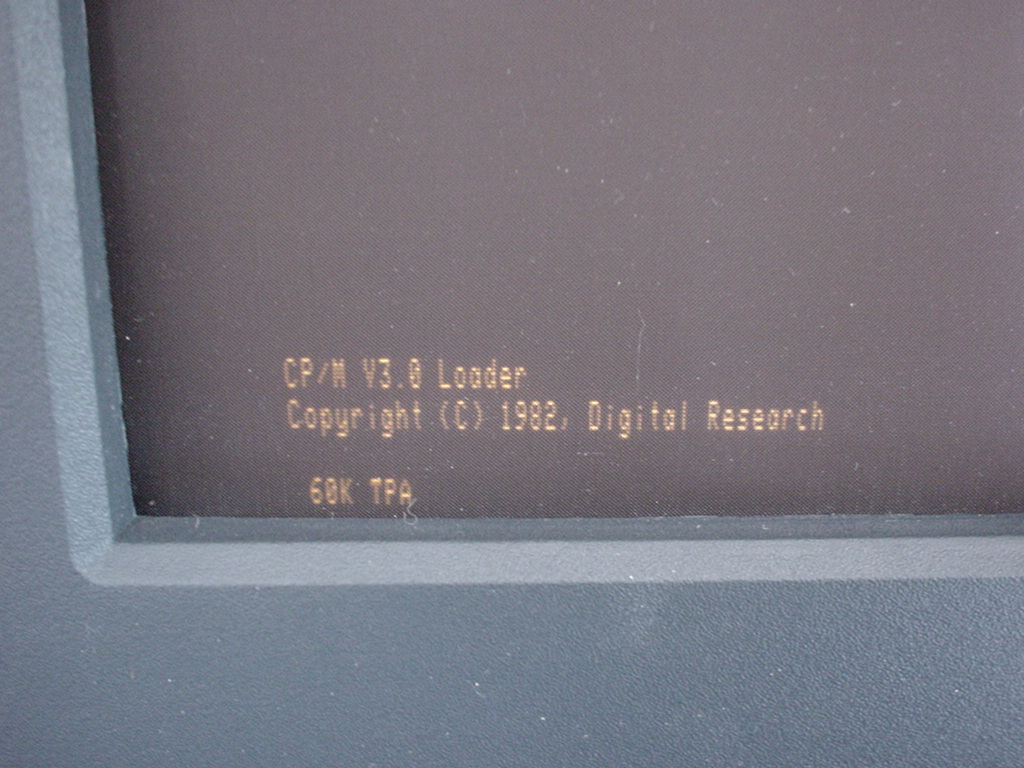 CP/M V3.0 Loader
Copyright (C) 1982, Digital Research
60K TPA